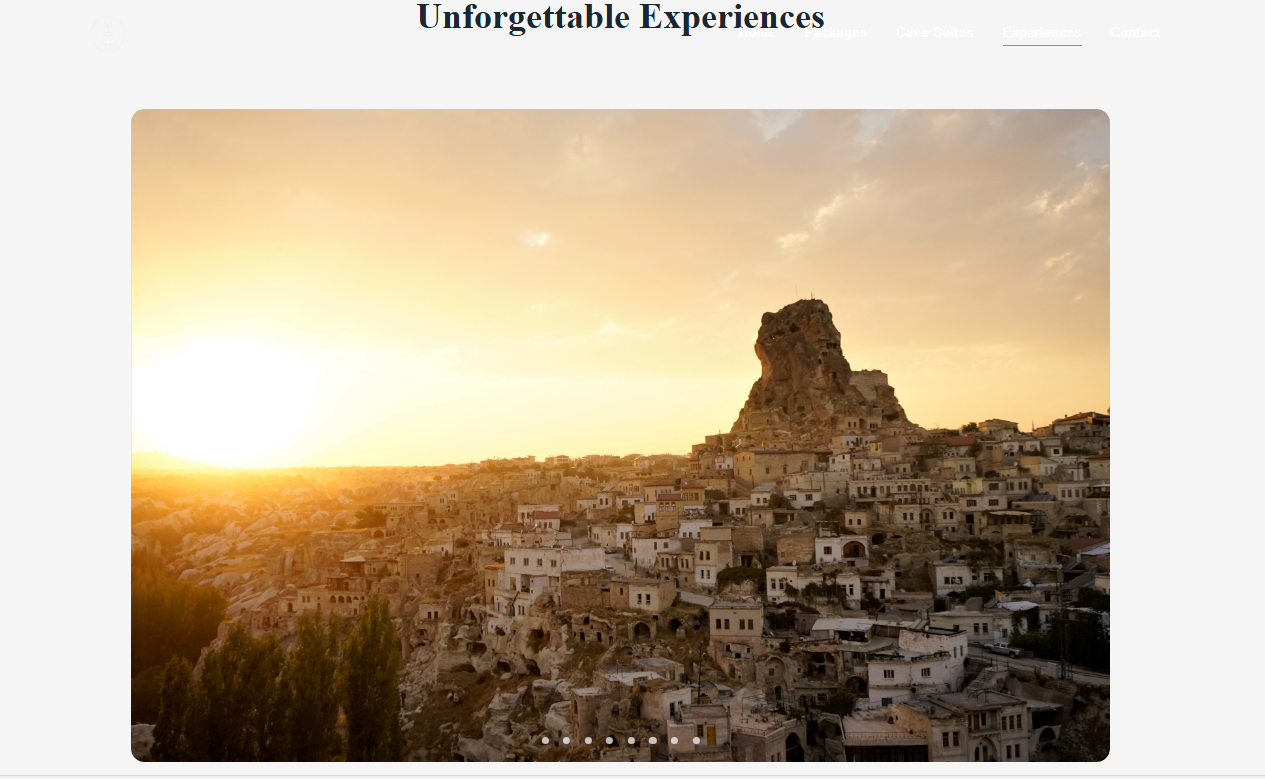 Unforgettable Experiences
Home Packages Cave Suites Experiences Contact